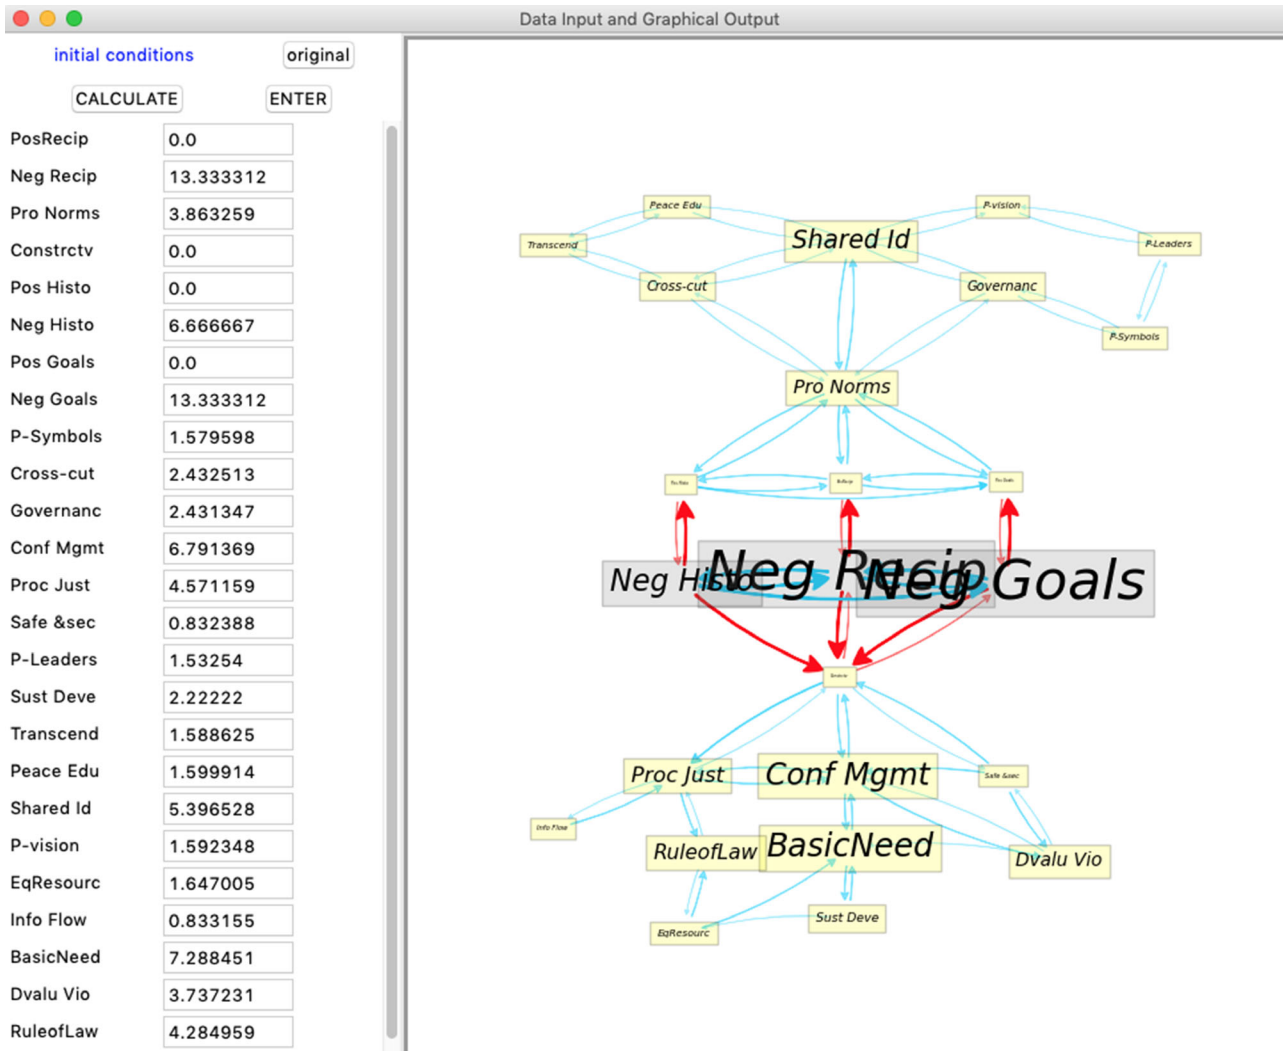 Data Input and Graphical Output
initial conditions
original
CALCULATE
ENTER
PosRecip 0.0
Neg Recip 13.333312
Pro Norms 3.863259
Constrctv 0.0
Pos Histo 0.0
Neg Histo 6.666667
Pos Goals 0.0
Neg Goals 13.333312
P-Symbols 1.579598
Cross-cut 2.432513
Governanc 2.431347
Conf Mgmt 6.791369
Proc Just 4.571159
Safe &sec 0.832388
P-Leaders 1.53254
Sust Deve 2.22222
Transcend 1.588625
Peace Edu 1.599914
Shared Id 5.396528
P-vision 1.592348
EqResourc 1.647005
Info Flow 0.833155
BasicNeed 7.288451
Dvalu Vio 3.737231
RuleofLaw 4.284959
Peace Edu
P-vision
Transcend
Shared Id
P-Leaders
Cross-cut
Governanc
P-Symbols
Pro Norms
Neg Histo
Neg Recip
Neg Goals
Proc Just
Conf Mgmt
Safe &sec
Info Flow
RuleofLaw
BasicNeed
Dvalu Vio
EqResourc
Sust Deve